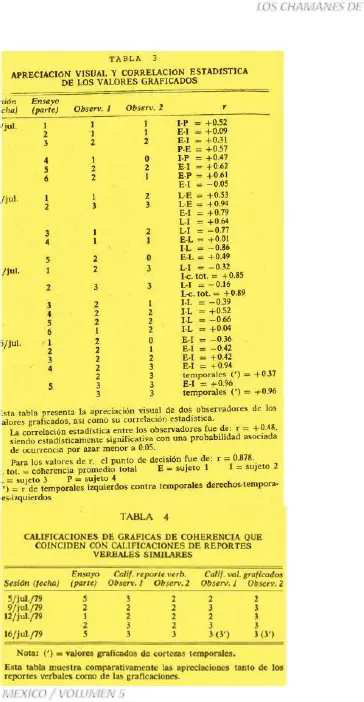 LOS CHAMANES DE
TABLA 3
APRECIACION VISUAL Y CORRELACION ESTADISTICA
DE LOS VALORES GRAFICADOS
Ensayo
(parte) Observ. 1 Observ. 2 r
/jul. 1 1 1 I-P = +0.52
2 1 1 E-I = +0.09
3 2 2 E-I = +0.31
P-E = +0.57
4 1 0 I-P = +0.47
5 2 2 E-I = +0.62
6 2 1 E-P = +0.61
E-I = -0.05
/jul. 1 1 2 L-E = +0.53
2 3 3 L-E = +0.94
E-I = +0.79
L-I = +0.64
3 1 2 L-I = -0.77
4 1 1 E-L = +0.01
I-L = -0.86
5 2 0 E-L = +0.49
/jul. 1 2 3 L-I = -0.32
I-c. tot. = +0.85
2 3 3 L-I = -0.16
L-c. tot. = +0.89
3 2 1 I-L = -0.39
4 2 2 I-L = +0.52
5 2 2 I-L = -0.66
6 1 2 I-L = +0.04
/jul. 1 2 0 E-I = -0.36
2 2 1 E-I = -0.42
3 2 2 E-I = +0.42
4 3 3 E-I = +0.94
2 3 temporales (') = +0.37
5 3 3 E-I = +0.96
3 3 temporales (') = +0.96
Esta tabla presenta la apreciación visual de dos observadores de los
valores graficados, así como su correlación estadística.
La correlación estadística entre los observadores fue de: r = +0.48,
siendo estadísticamente significativa con una probabilidad asociada
de ocurrencia por azar menor a 0.05.
Para los valores de r, el punto de decisión fue de: r = 0.878.
tot. = coherencia promedio total E = sujeto 1 I = sujeto 2
= sujeto 3 P = sujeto 4
(') = r de temporales izquierdos contra temporales derechos-tempora-
es-izquierdos
TABLA 4
CALIFICACIONES DE GRAFICAS DE COHERENCIA QUE
COINCIDEN CON CALIFICACIONES DE REPORTES
VERBALES SIMILARES
Ensayo Calif. reporte verb. Calif. val. graficados
Sesión (fecha) (parte) Observ. 1 Observ. 2 Observ. 1 Observ. 2
5/jul./79 5 3 2 2 2
9/jul./79 2 2 2 3 3
12/jul./79 1 2 2 2 3
2 3 2 3 3
16/jul./79 5 3 3 3 (3') 3 (3')
Nota: (') = valores graficados de cortezas temporales.
Esta tabla muestra comparativamente las apreciaciones tanto de los
reportes verbales como de las graficaciones.
MEXICO / VOLUMEN 5